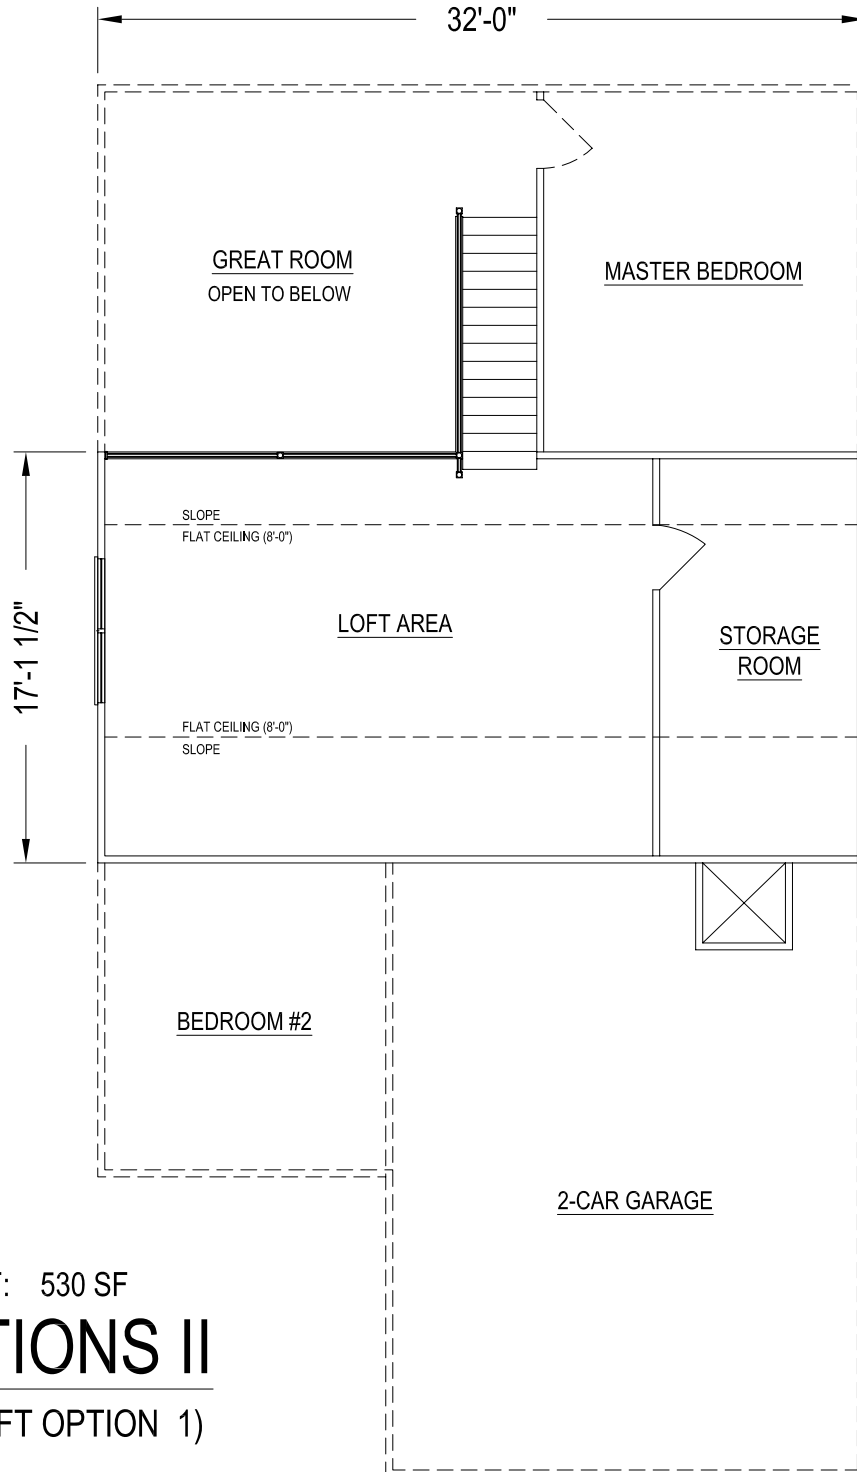 32'-0"
GREAT ROOM
OPEN TO BELOW
MASTER BEDROOM
SLOPE
FLAT CEILING (8'-0")
17'-1 1/2"
LOFT AREA
STORAGE
ROOM
FLAT CEILING (8'-0")
SLOPE
BEDROOM #2
2-CAR GARAGE
: 530 SF
TIONS II
FT OPTION 1)